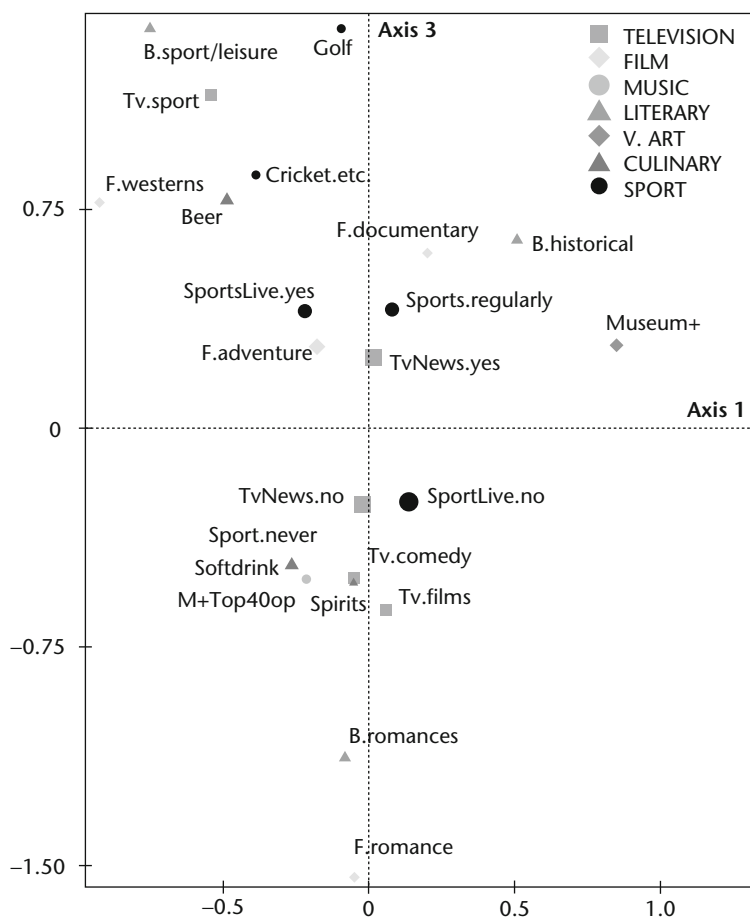 Axis 3
Golf
B.sport/leisure
Tv.sport
TELEVISION
FILM
MUSIC
LITERARY
V. ART
CULINARY
SPORT
F.westerns
Cricket.etc.
Beer
0.75
F.documentary
B.historical
SportsLive.yes
Sports.regularly
Museum+
F.adventure
TvNews.yes
Axis 1
0
TvNews.no
SportLive.no
Sport.never
Tv.comedy
Softdrink
M+Top40op
Spirits
Tv.films
−0.75
B.romances
F.romance
−1.50
−0.5
0
0.5
1.0